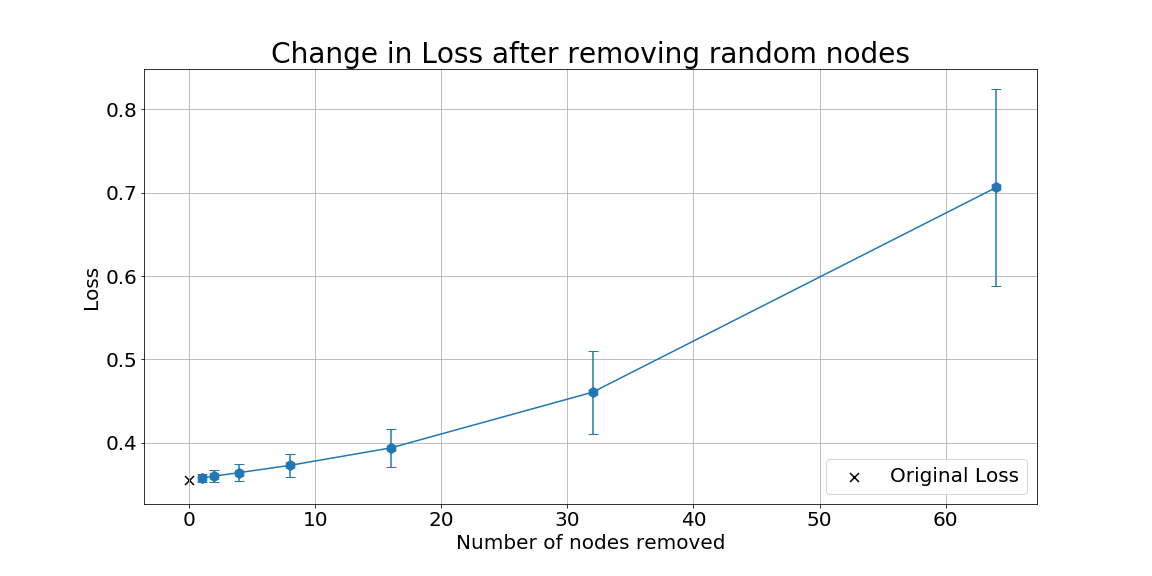 Change in Loss after removing random nodes
0.8
0.7
0.6
0.5
0.4
Loss
Original Loss
0 10 20 30 40 50 60
Number of nodes removed